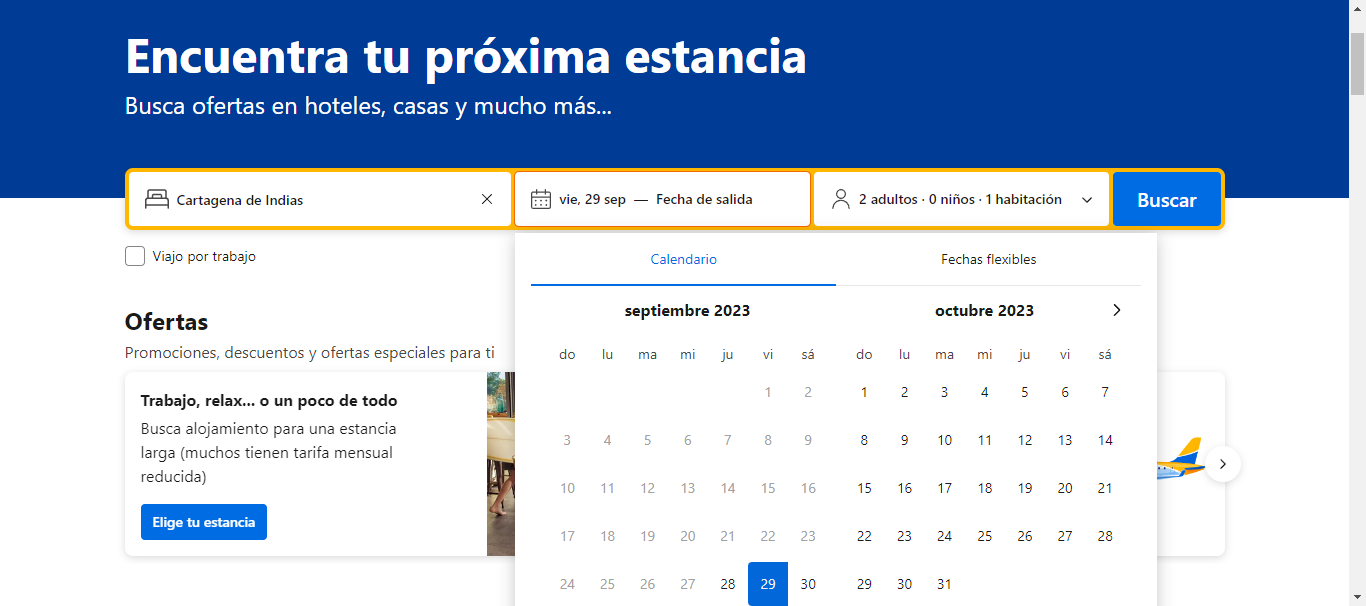 Encuentra tu próxima estancia
Busca ofertas en hoteles, casas y mucho más...
Cartagena de Indias
vie, 29 sep — Fecha de salida
2 adultos · 0 niños · 1 habitación
Buscar
Viajo por trabajo
Calendario
Fechas flexibles
septiembre 2023
do lu ma mi ju vi sá
1 2
3 4 5 6 7 8 9
10 11 12 13 14 15 16
17 18 19 20 21 22 23
24 25 26 27 28 29 30
octubre 2023
do lu ma mi ju vi sá
1 2 3 4 5 6 7
8 9 10 11 12 13 14
15 16 17 18 19 20 21
22 23 24 25 26 27 28
29 30 31
Ofertas
Promociones, descuentos y ofertas especiales para ti
Trabajo, relax... o un poco de todo
Busca alojamiento para una estancia
larga (muchos tienen tarifa mensual
reducida)
Elige tu estancia